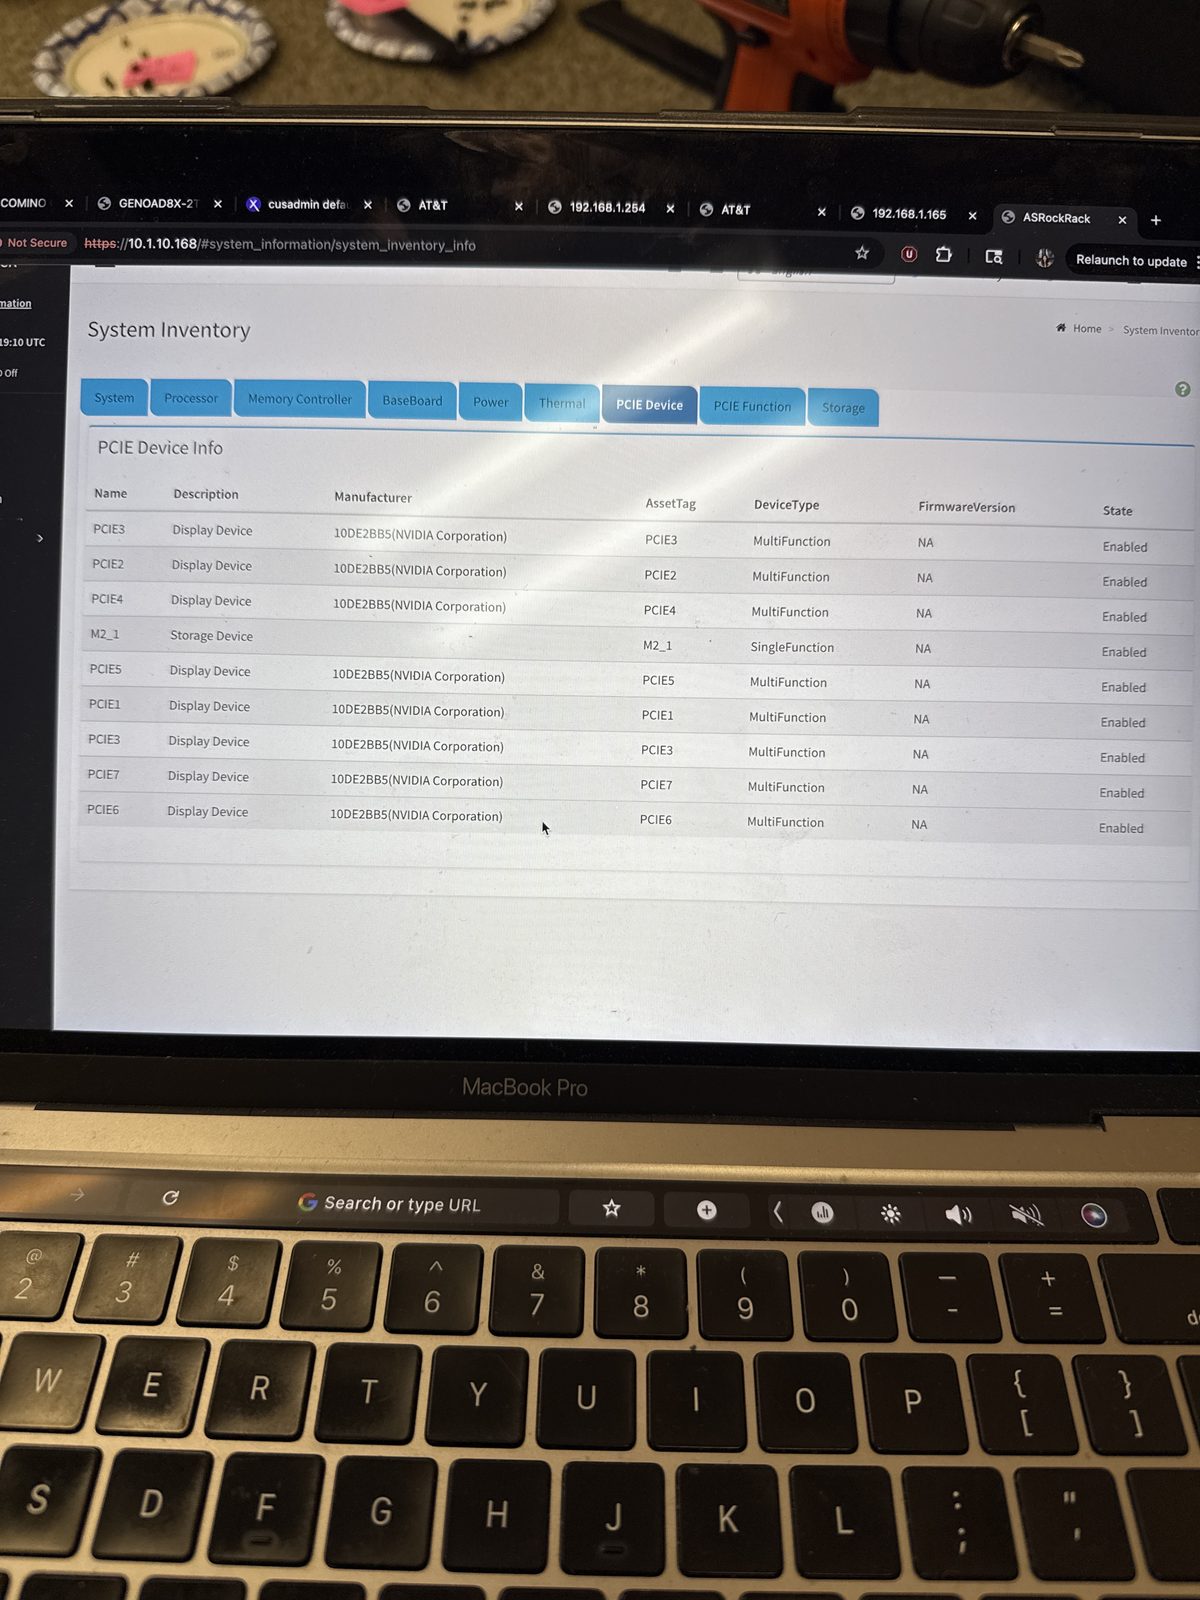 COMINO
GENOAD8X-2T
cusadmin defa
AT&T
192.168.1.254
AT&T
192.168.1.165
ASRockRack
Not Secure
https://10.1.10.168/#system_information/system_inventory_info
Relaunch to update
mation
19:10 UTC
Off
System Inventory
Home > System Inventor
System
Processor
Memory Controller
BaseBoard
Power
Thermal
PCIE Device
PCIE Function
Storage
PCIE Device Info
Name Description Manufacturer AssetTag DeviceType FirmwareVersion State
PCIE3 Display Device 10DE2BB5(NVIDIA Corporation) PCIE3 MultiFunction NA Enabled
PCIE2 Display Device 10DE2BB5(NVIDIA Corporation) PCIE2 MultiFunction NA Enabled
PCIE4 Display Device 10DE2BB5(NVIDIA Corporation) PCIE4 MultiFunction NA Enabled
M2_1 Storage Device M2_1 SingleFunction NA Enabled
PCIE5 Display Device 10DE2BB5(NVIDIA Corporation) PCIE5 MultiFunction NA Enabled
PCIE1 Display Device 10DE2BB5(NVIDIA Corporation) PCIE1 MultiFunction NA Enabled
PCIE3 Display Device 10DE2BB5(NVIDIA Corporation) PCIE3 MultiFunction NA Enabled
PCIE7 Display Device 10DE2BB5(NVIDIA Corporation) PCIE7 MultiFunction NA Enabled
PCIE6 Display Device 10DE2BB5(NVIDIA Corporation) PCIE6 MultiFunction NA Enabled
MacBook Pro
G Search or type URL
@ # $ % ^ & * ( ) — +
2 3 4 5 6 7 8 9 0 - =
W E R T Y U I O P { [ } ]
S D F G H J K L : ; " '